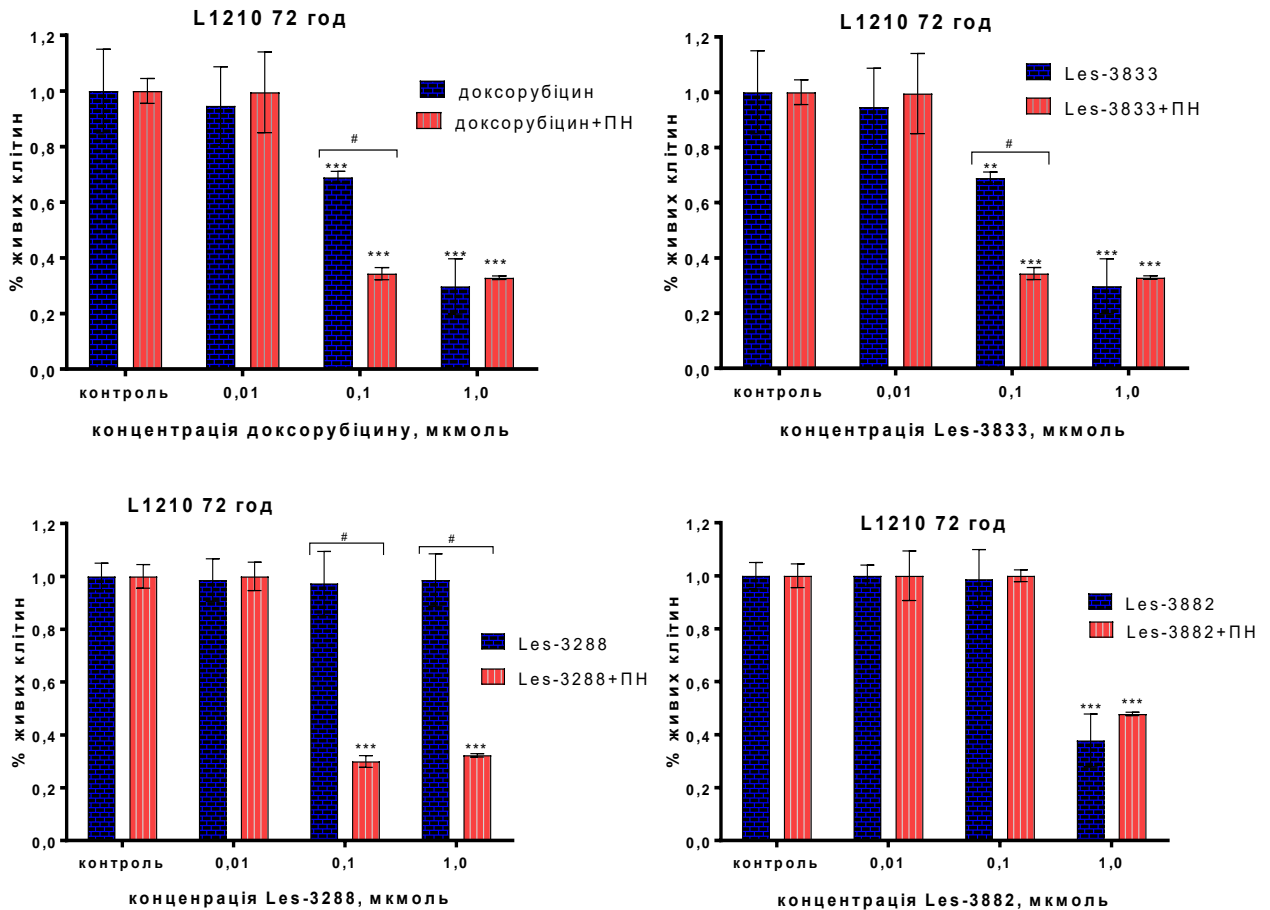 L1210 72 год
% живих клітин
1,2
1,0
0,8
0,6
0,4
0,2
0,0
доксорубіцин
доксорубіцин+ПН
#
***
***
***
***
контроль
0,01
0,1
1,0
концентрація доксорубіцину, мкмоль
L1210 72 год
% живих клітин
1,2
1,0
0,8
0,6
0,4
0,2
0,0
Les-3833
Les-3833+ПН
#
**
***
***
***
контроль
0,01
0,1
1,0
концентрація Les-3833, мкмоль
L1210 72 год
% живих клітин
1,2
1,0
0,8
0,6
0,4
0,2
0,0
#
#
Les-3288
Les-3288+ПН
***
***
контроль
0,01
0,1
1,0
конценрація Les-3288, мкмоль
L1210 72 год
% живих клітин
1,2
1,0
0,8
0,6
0,4
0,2
0,0
Les-3882
Les-3882+ПН
***
***
контроль
0,01
0,1
1,0
концентрація Les-3882, мкмоль